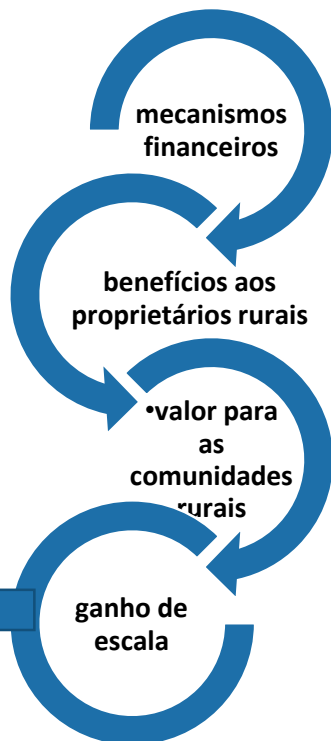 mecanismos
financeiros
benefícios aos
proprietários rurais
•valor para
as
comunidades
rurais
ganho de
escala